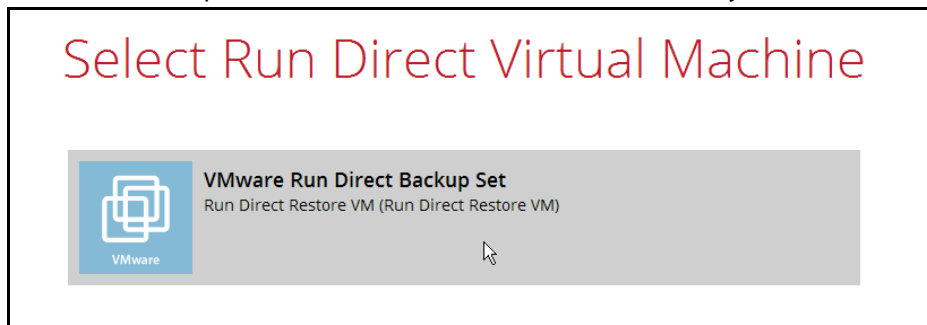 Select Run Direct Virtual Machine
VMware Run Direct Backup Set
Run Direct Restore VM (Run Direct Restore VM)
VMware